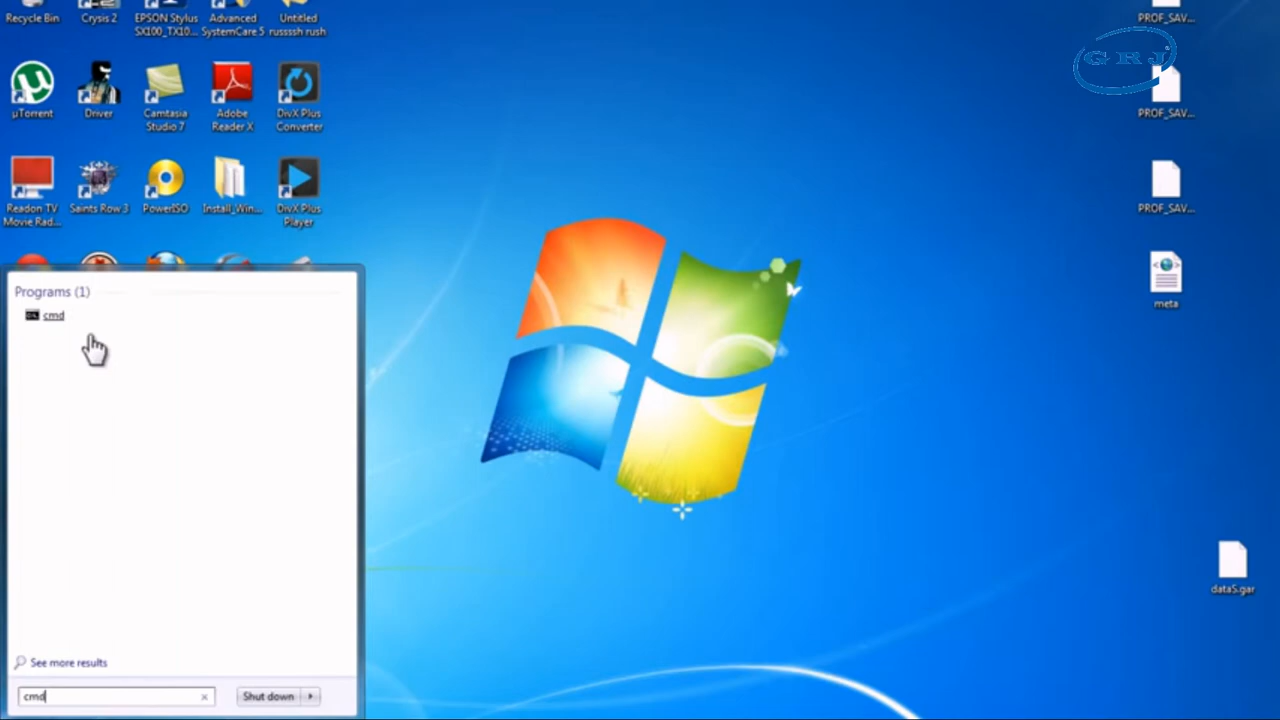 Recycle Bin
Crysis 2
EPSON Stylus
SX100_TX10...
Advanced
SystemCare 5
Untitled
russssh rush
PROF_SAV...
GRJ
µTorrent
Driver
Camtasia
Studio 7
Adobe
Reader X
DivX Plus
Converter
PROF_SAV...
Readon TV
Movie Rad...
Saints Row 3
PowerISO
Install_Win...
DivX Plus
Player
PROF_SAV...
meta
Programs (1)
cmd
dataS.gar
See more results
cmd
Shut down